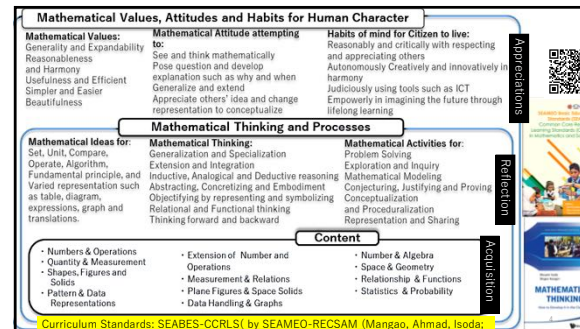 Mathematical Values, Attitudes and Habits for Human Character
Mathematical Values:
Generality and Expandability
Reasonableness
and Harmony
Usefulness and Efficient
Simpler and Easier
Beautifulness
Mathematical Attitude attempting
to:
See and think mathematically
Pose question and develop
explanation such as why and when
Generalize and extend
Appreciate others' idea and change
representation to conceptualize
Habits of mind for Citizen to live:
Reasonably and critically with respecting
and appreciating others
Autonomously Creatively and innovatively in
harmony
Judiciously using tools such as ICT
Empowerly in imagining the future through
lifelong learning
Appreciations
Mathematical Thinking and Processes
Mathematical Ideas for:
Set, Unit, Compare,
Operate, Algorithm,
Fundamental principle, and
Varied representation such
as table, diagram,
expressions, graph and
translations.
Mathematical Thinking:
Generalization and Specialization
Extension and Integration
Inductive, Analogical and Deductive reasoning
Abstracting, Concretizing and Embodiment
Objectifying by representing and symbolizing
Relational and Functional thinking
Thinking forward and backward
Mathematical Activities for:
Problem Solving
Exploration and Inquiry
Mathematical Modeling
Conjecturing, Justifying and Proving
Conceptualization
and Proceduralization
Representation and Sharing
Reflection
Content
• Numbers & Operations
• Quantity & Measurement
• Shapes, Figures and
Solids
• Pattern & Data
Representations
• Extension of Number and
Operations
• Measurement & Relations
• Plane Figures & Space Solids
• Data Handling & Graphs
• Number & Algebra
• Space & Geometry
• Relationship & Functions
• Statistics & Probability
Acquisition
Curriculum Standards: SEABES-CCRLS( by SEAMEO-RECSAM (Mangao, Ahmad, Isoda;
MATHEMAT
THINKIN